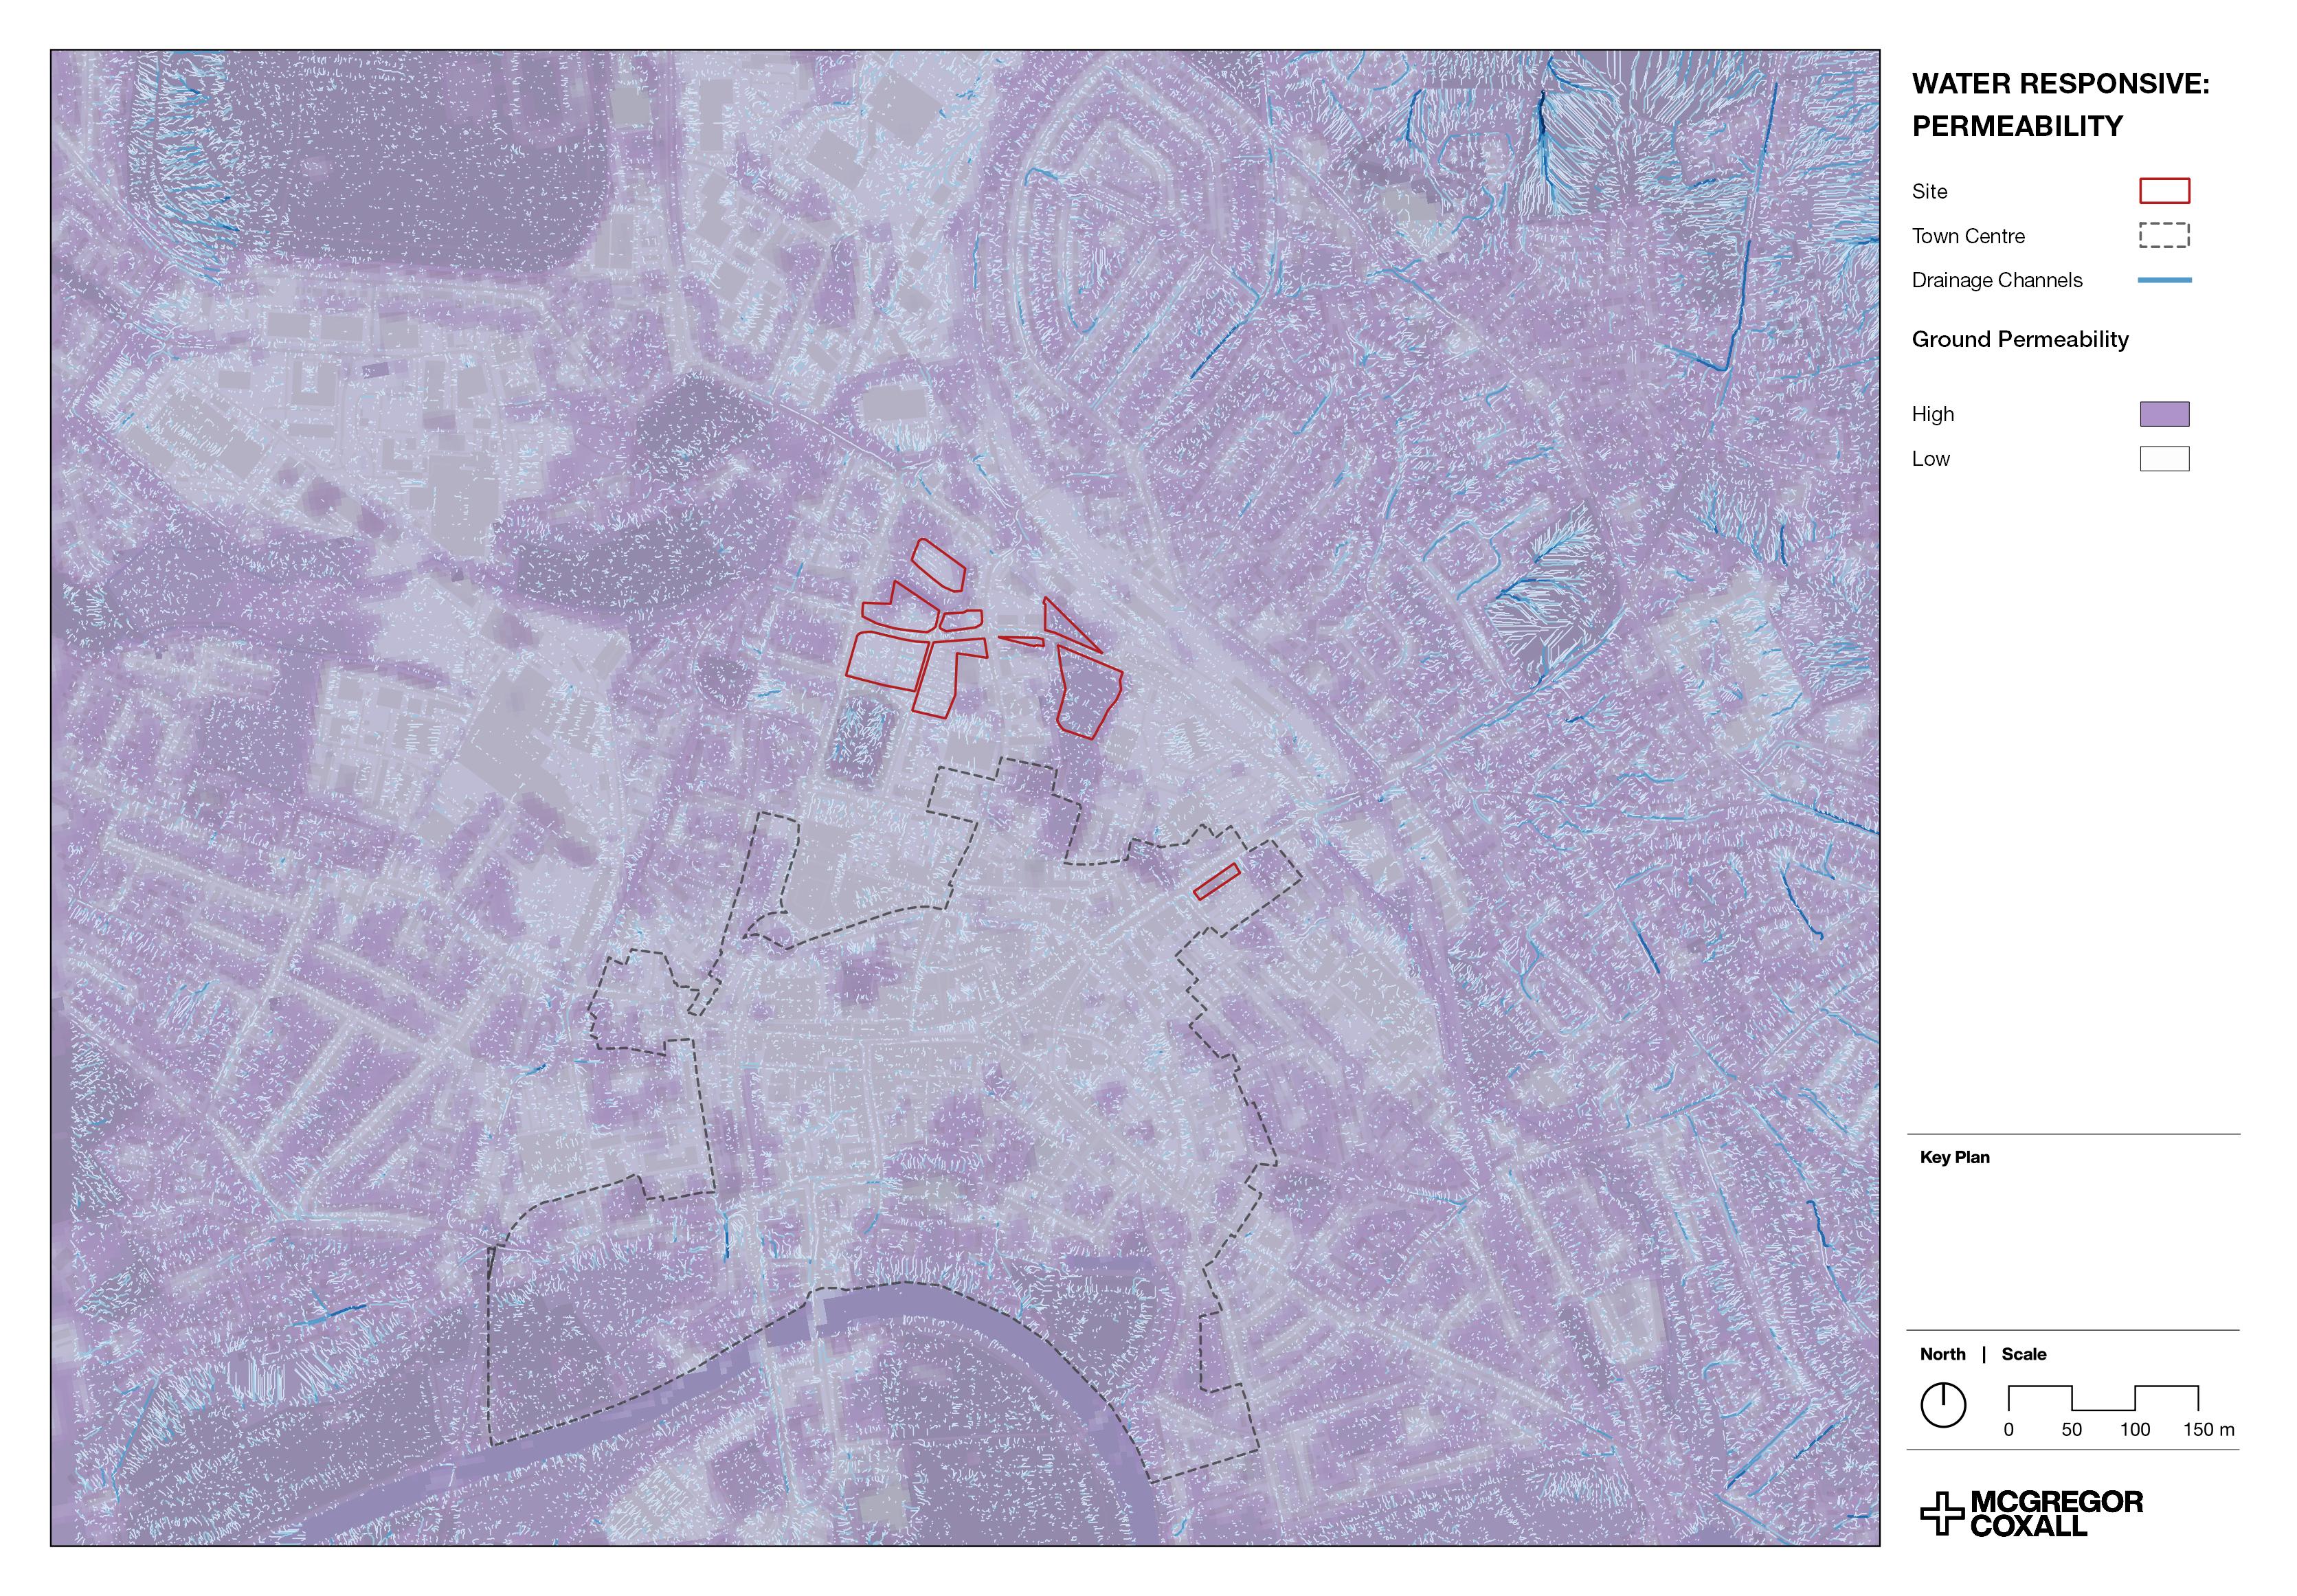 WATER RESPONSIVE:
PERMEABILITY
Site
Town Centre
Drainage Channels
Ground Permeability
High
Low
Key Plan
North | Scale
0 50 100 150 m
MCGREGOR
COXALL